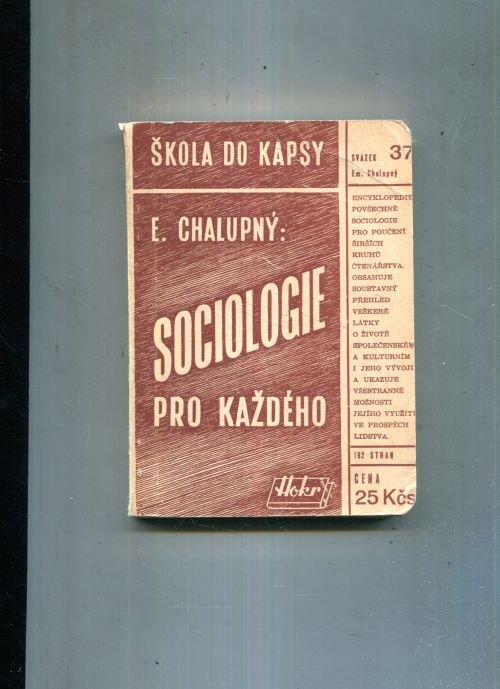 ŠKOLA DO KAPSY
E. CHALUPNÝ:
SOCIOLOGIE
PRO KAŽDÉHO
Hokr
SVAZEK 37
Em. Chalupný
ENCYKLOPEDIE
POVŠECHNÉ
SOCIOLOGIE
PRO POUČENÍ
ŠIRŠÍCH
KRUHŮ
ČTENÁŘSTVA.
OBSAHUJE
SOUSTAVNÝ
PŘEHLED
VEŠKERÉ
LÁTKY
O ŽIVOTĚ
SPOLEČENSKÉM
A KULTURNÍM
I JEHO VÝVOJI
A UKAZUJE
VŠESTRANNÉ
MOŽNOSTI
JEJÍHO VYUŽITÍ
VE PROSPĚCH
LIDSTVA.
192 STRAN
CENA
25 Kčs